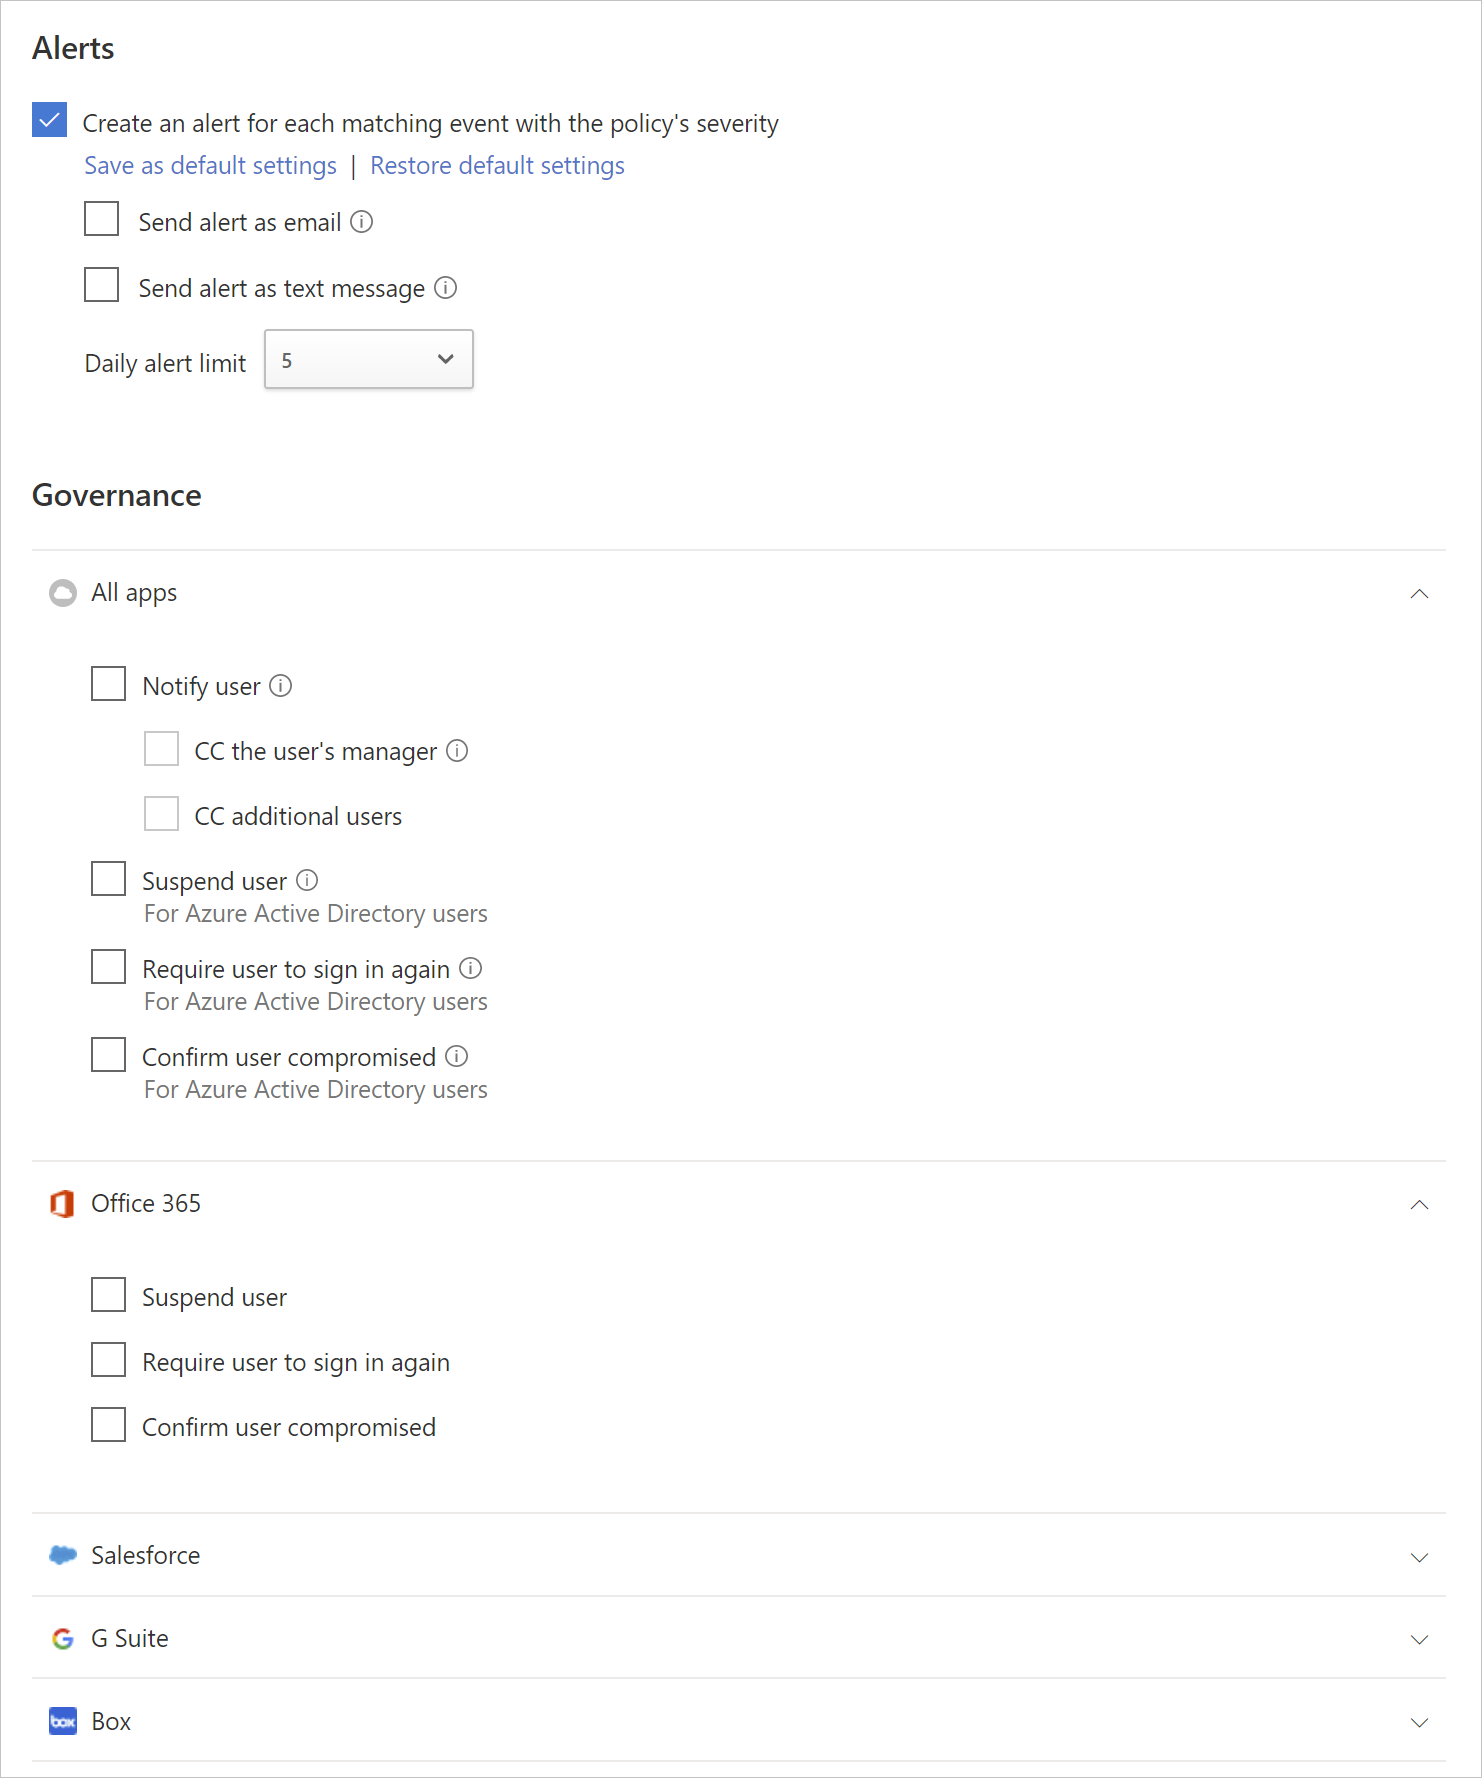 Alerts
Create an alert for each matching event with the policy's severity
Save as default settings | Restore default settings
Send alert as email
Send alert as text message
Daily alert limit 5
Governance
All apps
Notify user
CC the user's manager
CC additional users
Suspend user
For Azure Active Directory users
Require user to sign in again
For Azure Active Directory users
Confirm user compromised
For Azure Active Directory users
Office 365
Suspend user
Require user to sign in again
Confirm user compromised
Salesforce
G Suite
box Box